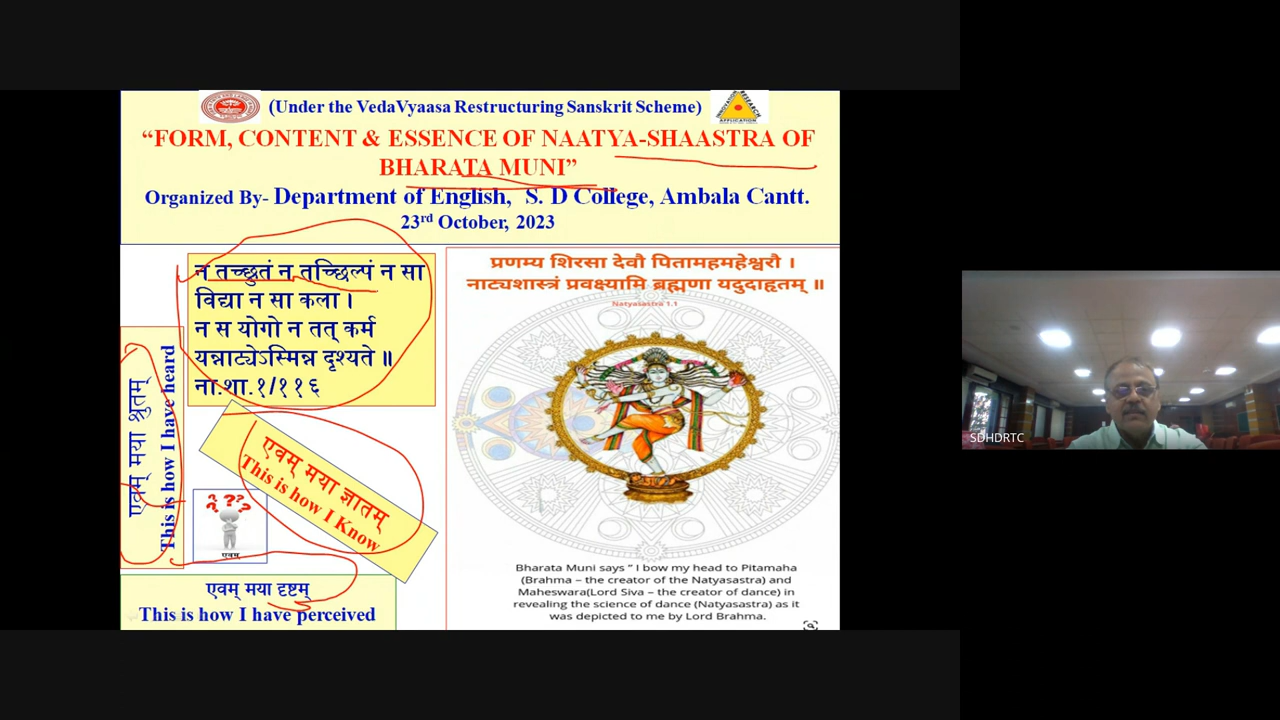 (Under the VedaVyaasa Restructuring Sanskrit Scheme)
“FORM, CONTENT & ESSENCE OF NAATYA-SHAASTRA OF
BHARATA MUNI”
Organized By- Department of English, S. D College, Ambala Cantt.
23rd October, 2023
न तच्छुतं न तच्छिल्पं न सा
विद्या न सा कला ।
न स योगो न तत् कर्म
यन्नाट्येऽस्मिन्न दृश्यते ॥
ना.शा.१/११६
एवम् मया श्रुतम्
This is how I have heard
एवम् मया ज्ञातम्
This is how I Know
? ??
? ?
एवम्
एवम् मया दृष्टम्
This is how I have perceived
प्रणम्य शिरसा देवौ पितामहमहेश्वरौ ।
नाट्यशास्त्रं प्रवक्ष्यामि ब्रह्मणा यदुदाहृतम् ॥
Natyasastra 1.1
Bharata Muni says “ I bow my head to Pitamaha
(Brahma – the creator of the Natyasastra) and
Maheswara(Lord Siva – the creator of dance) in
revealing the science of dance (Natyasastra) as it
was depicted to me by Lord Brahma.
SDHDRTC